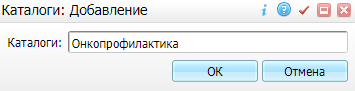 Каталоги: Добавление
Каталоги: Онкопрофилактика
ОК Отмена